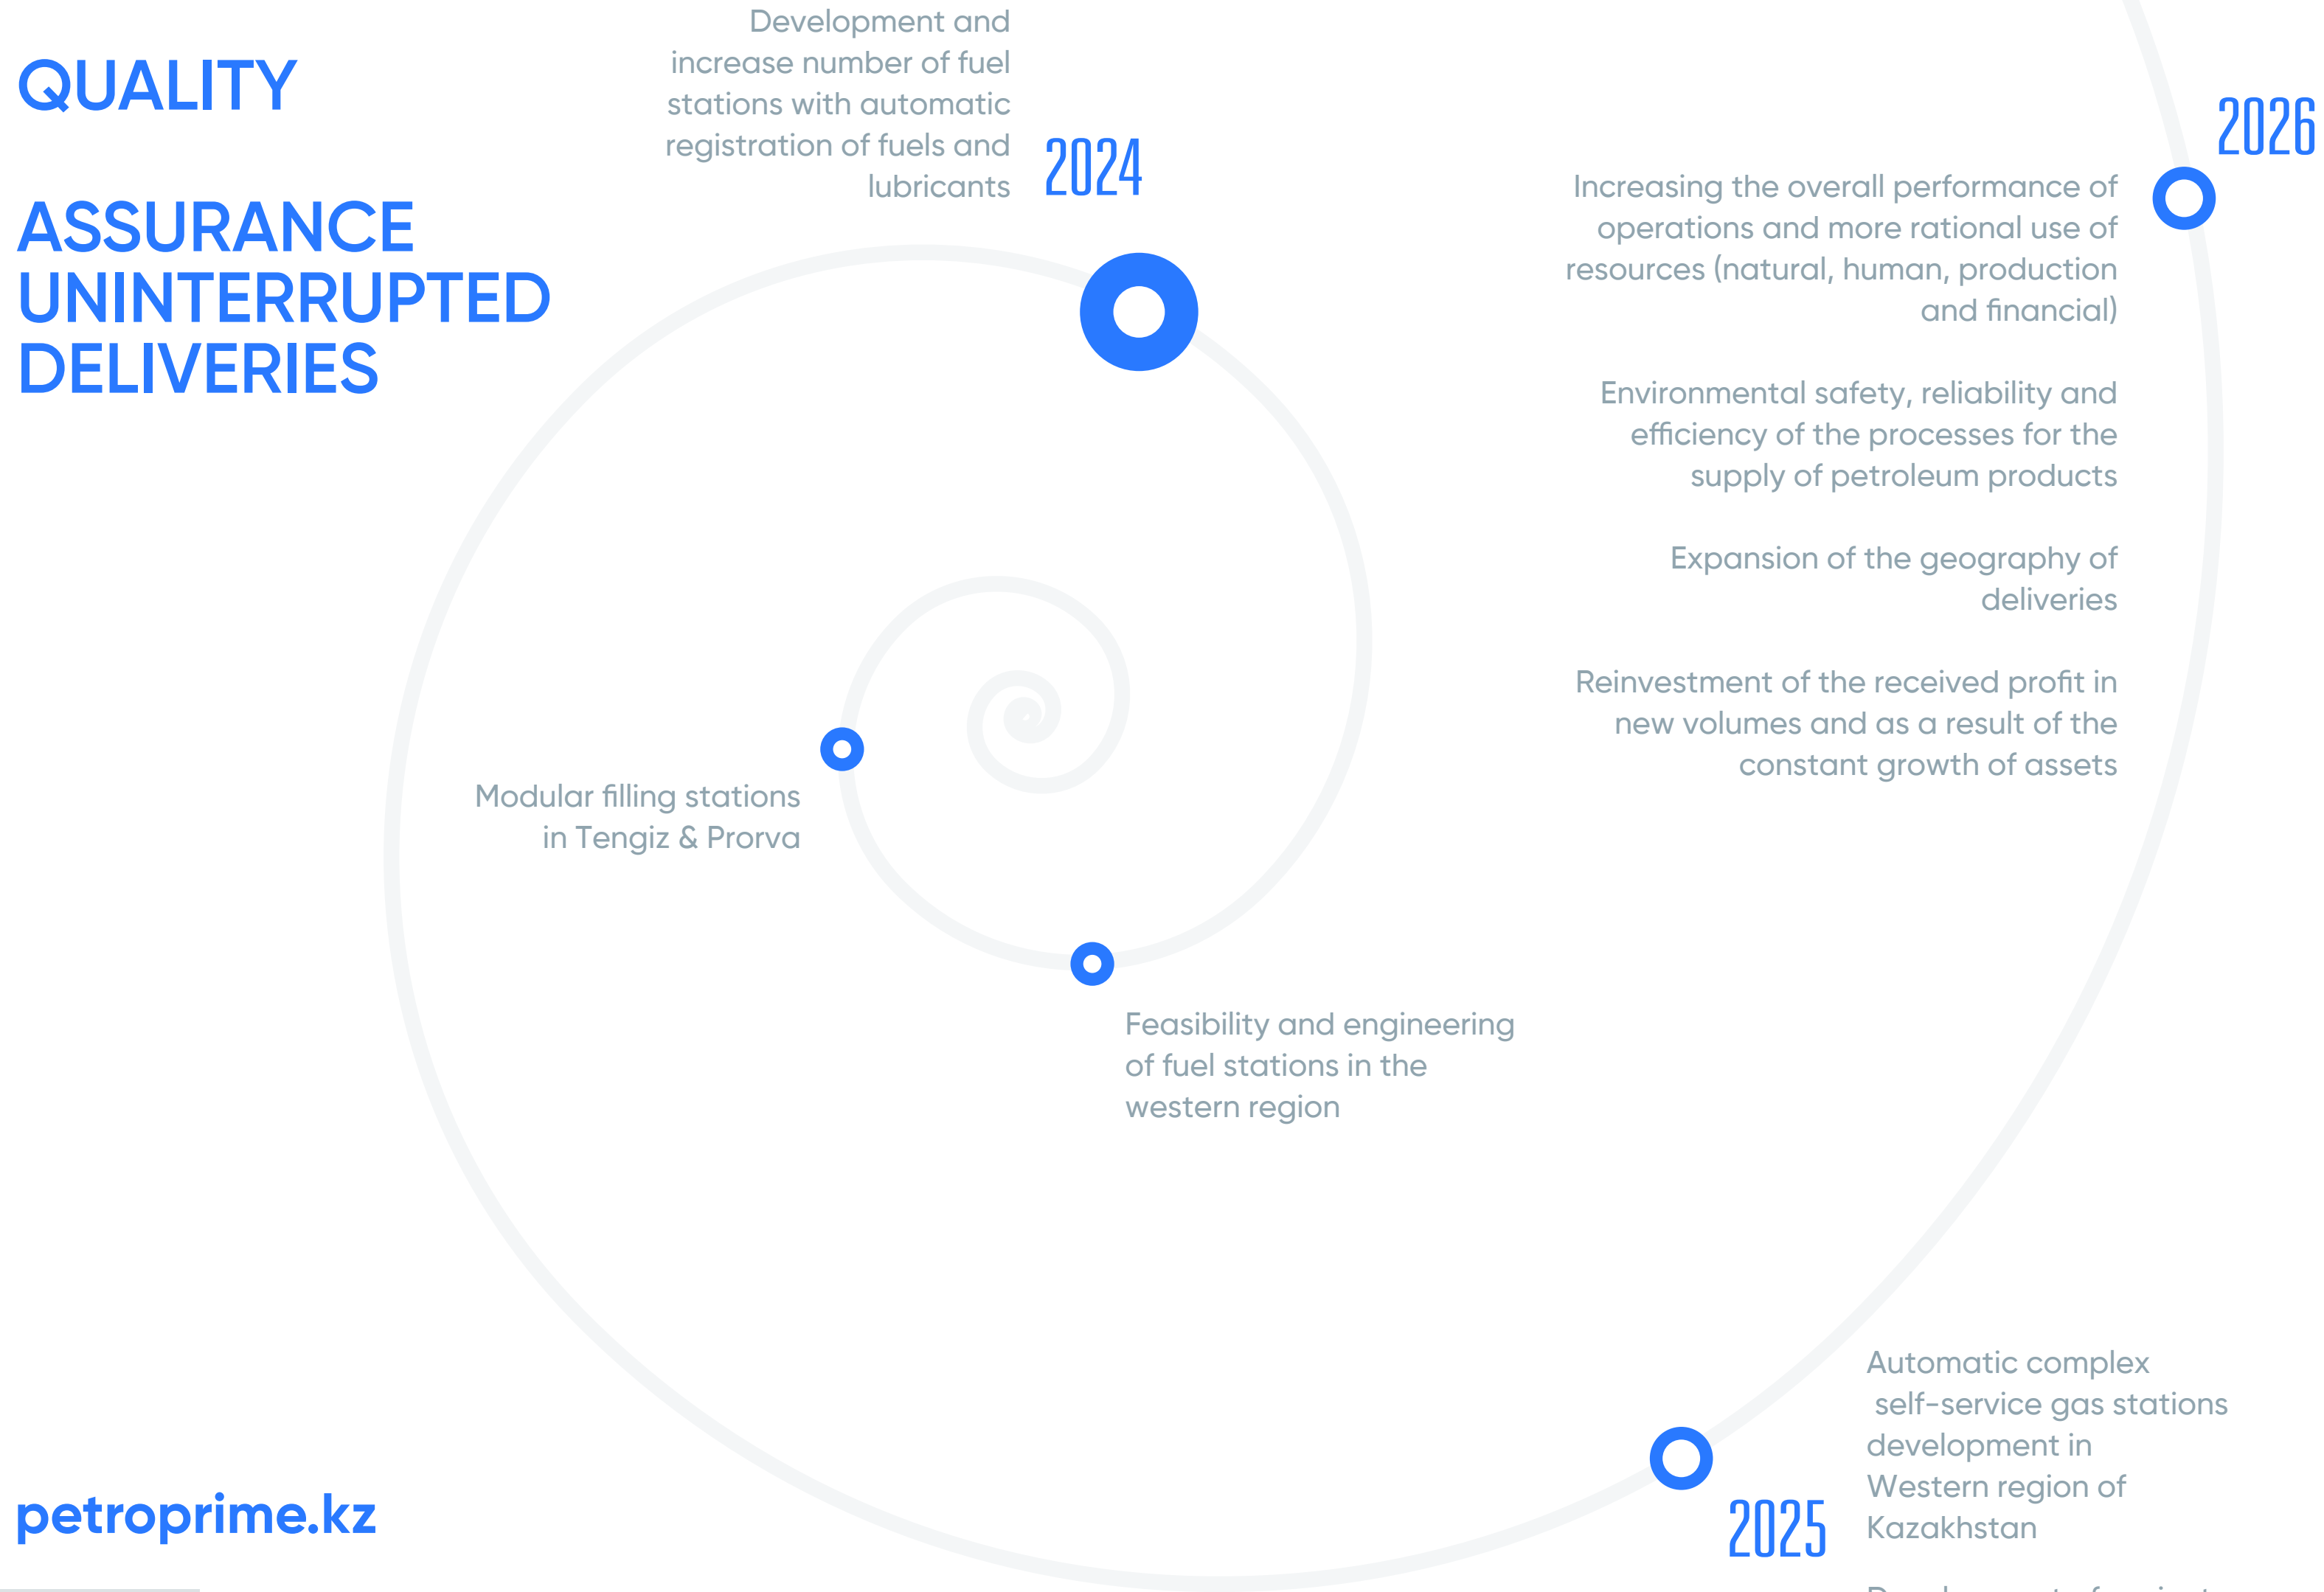 QUALITY
ASSURANCE
UNINTERRUPTED
DELIVERIES
Development and
increase number of fuel
stations with automatic
registration of fuels and
lubricants
2024
2026
Increasing the overall performance of
operations and more rational use of
resources (natural, human, production
and financial)
Environmental safety, reliability and
efficiency of the processes for the
supply of petroleum products
Expansion of the geography of
deliveries
Reinvestment of the received profit in
new volumes and as a result of the
constant growth of assets
Modular filling stations
in Tengiz & Prorva
Feasibility and engineering
of fuel stations in the
western region
Automatic complex
self-service gas stations
development in
Western region of
Kazakhstan
2025
petroprime.kz